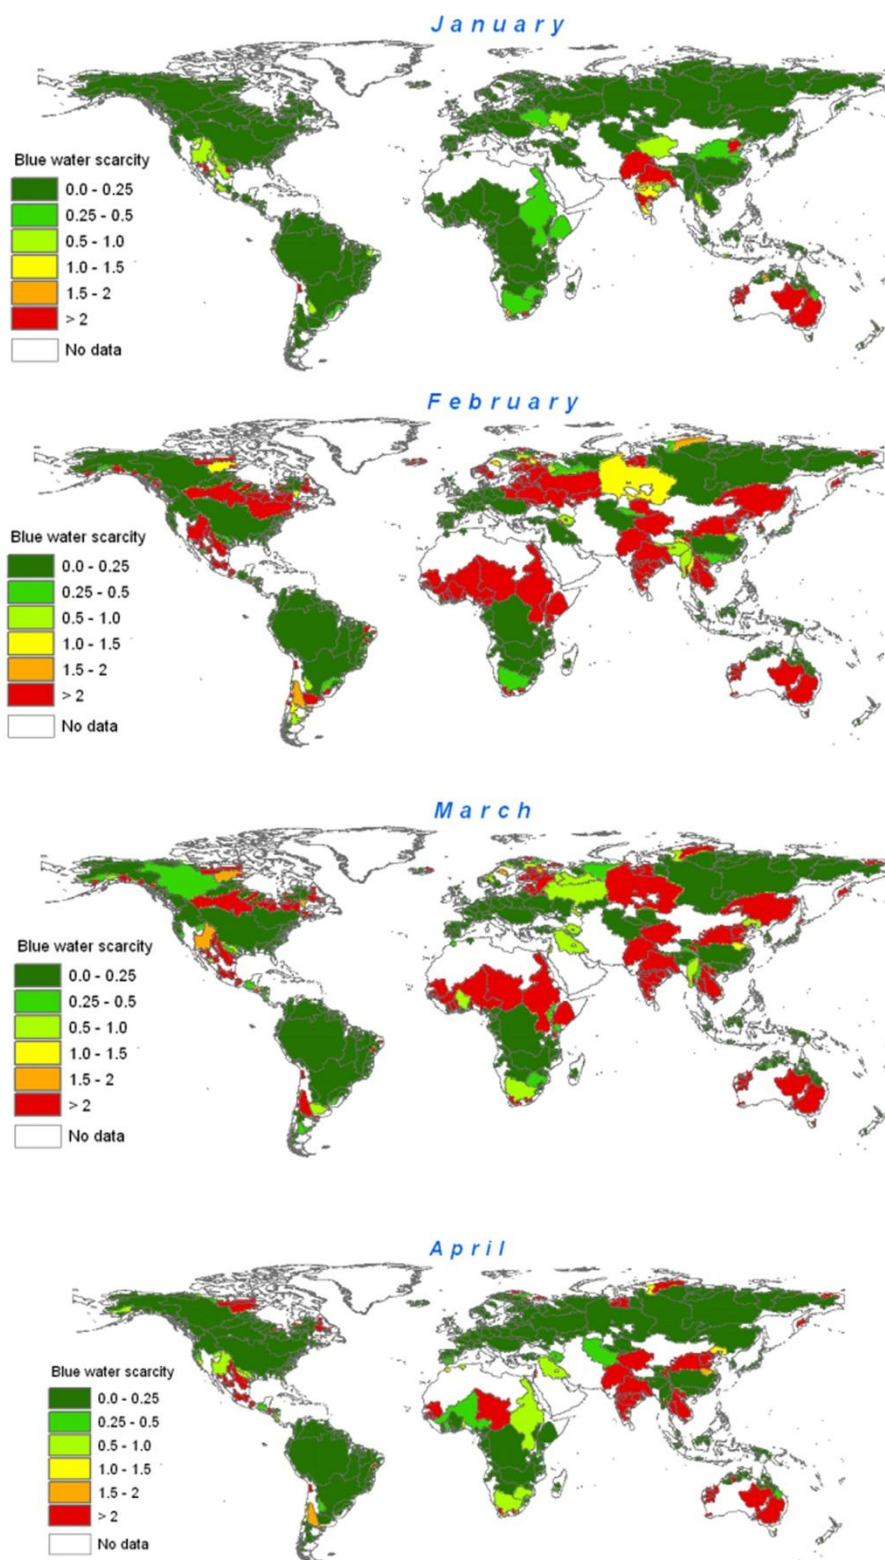 January
Blue water scarcity
0.0 - 0.25
0.25 - 0.5
0.5 - 1.0
1.0 - 1.5
1.5 - 2
> 2
No data
February
Blue water scarcity
0.0 - 0.25
0.25 - 0.5
0.5 - 1.0
1.0 - 1.5
1.5 - 2
> 2
No data
March
Blue water scarcity
0.0 - 0.25
0.25 - 0.5
0.5 - 1.0
1.0 - 1.5
1.5 - 2
> 2
No data
April
Blue water scarcity
0.0 - 0.25
0.25 - 0.5
0.5 - 1.0
1.0 - 1.5
1.5 - 2
> 2
No data